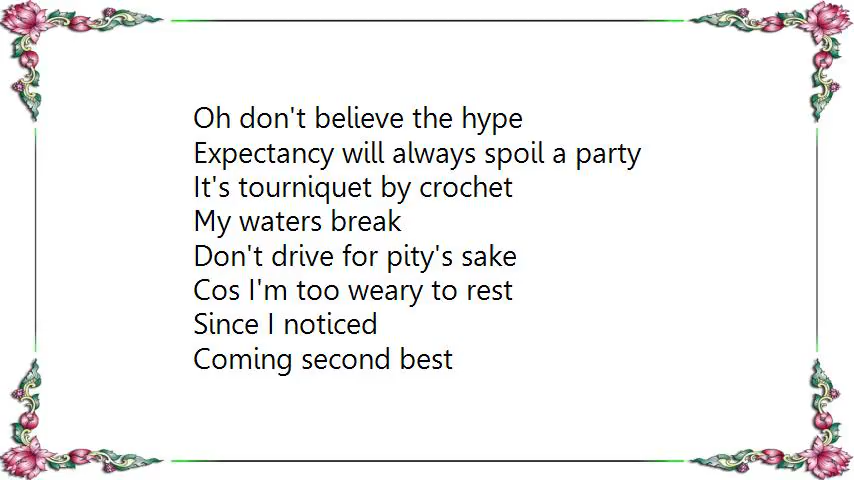 Oh don't believe the hype
Expectancy will always spoil a party
It's tourniquet by crochet
My waters break
Don't drive for pity's sake
Cos I'm too weary to rest
Since I noticed
Coming second best